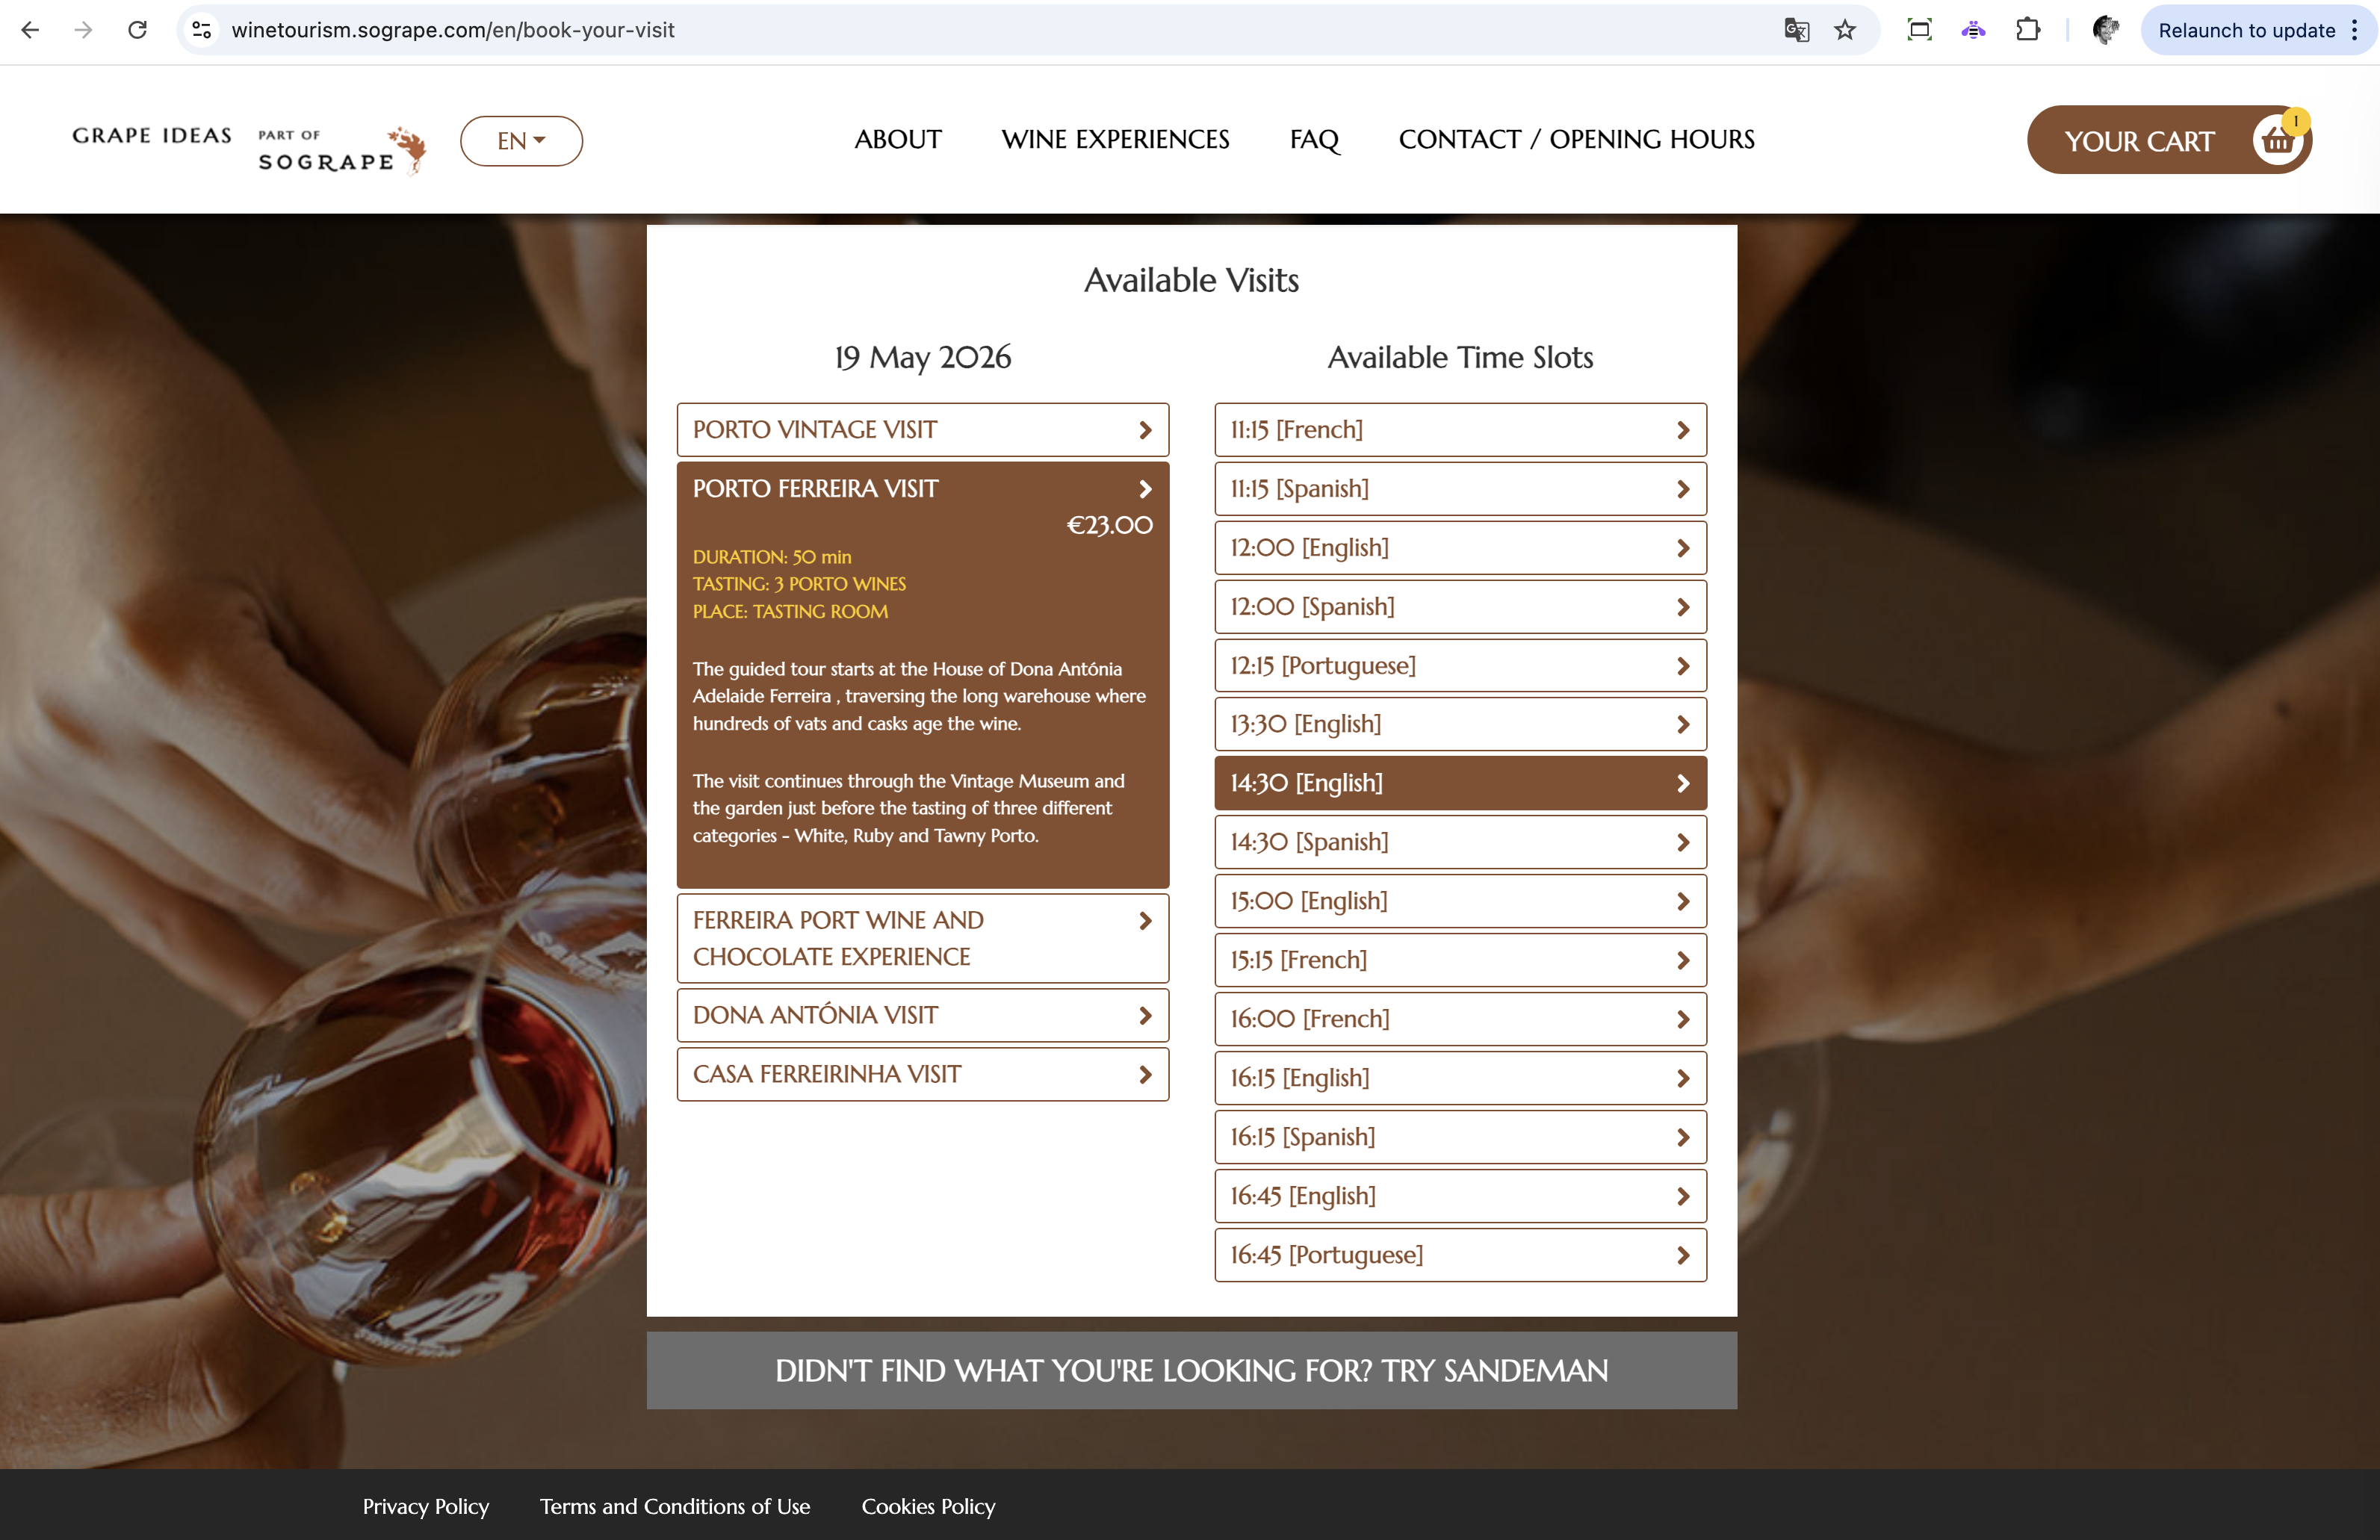 winetourism.sogrape.com/en/book-your-visit
Relaunch to update
GRAPE IDEAS
PART OF
SOGRAPE
EN
ABOUT
WINE EXPERIENCES
FAQ
CONTACT / OPENING HOURS
YOUR CART
1
Available Visits
19 May 2026
PORTO VINTAGE VISIT
PORTO FERREIRA VISIT
€23.00
DURATION: 50 min
TASTING: 3 PORTO WINES
PLACE: TASTING ROOM
The guided tour starts at the House of Dona Antónia
Adelaide Ferreira , traversing the long warehouse where
hundreds of vats and casks age the wine.
The visit continues through the Vintage Museum and
the garden just before the tasting of three different
categories - White, Ruby and Tawny Porto.
FERREIRA PORT WINE AND
CHOCOLATE EXPERIENCE
DONA ANTÓNIA VISIT
CASA FERREIRINHA VISIT
Available Time Slots
11:15 [French]
11:15 [Spanish]
12:00 [English]
12:00 [Spanish]
12:15 [Portuguese]
13:30 [English]
14:30 [English]
14:30 [Spanish]
15:00 [English]
15:15 [French]
16:00 [French]
16:15 [English]
16:15 [Spanish]
16:45 [English]
16:45 [Portuguese]
DIDN'T FIND WHAT YOU'RE LOOKING FOR? TRY SANDEMAN
Privacy Policy
Terms and Conditions of Use
Cookies Policy